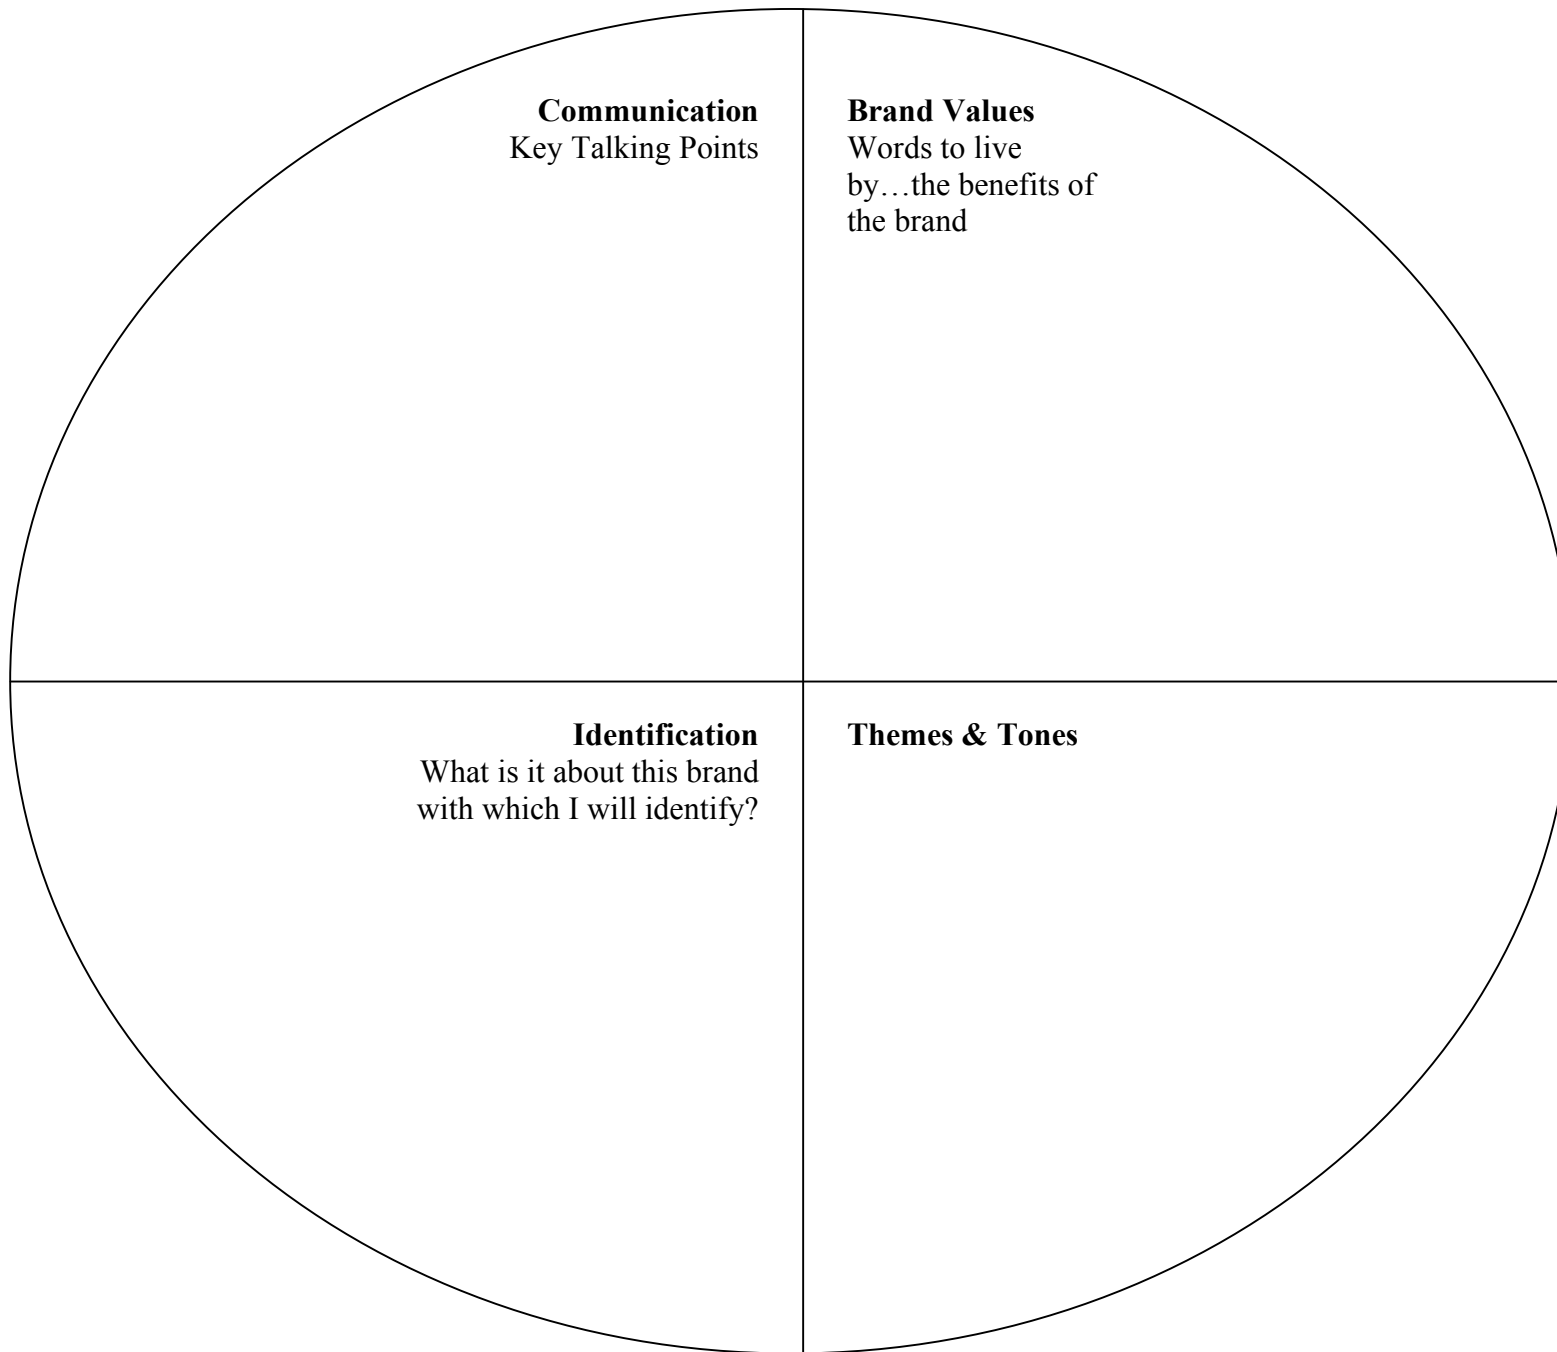 Communication
Key Talking Points
Brand Values
Words to live
by…the benefits of
the brand
Identification
What is it about this brand
with which I will identify?
Themes & Tones